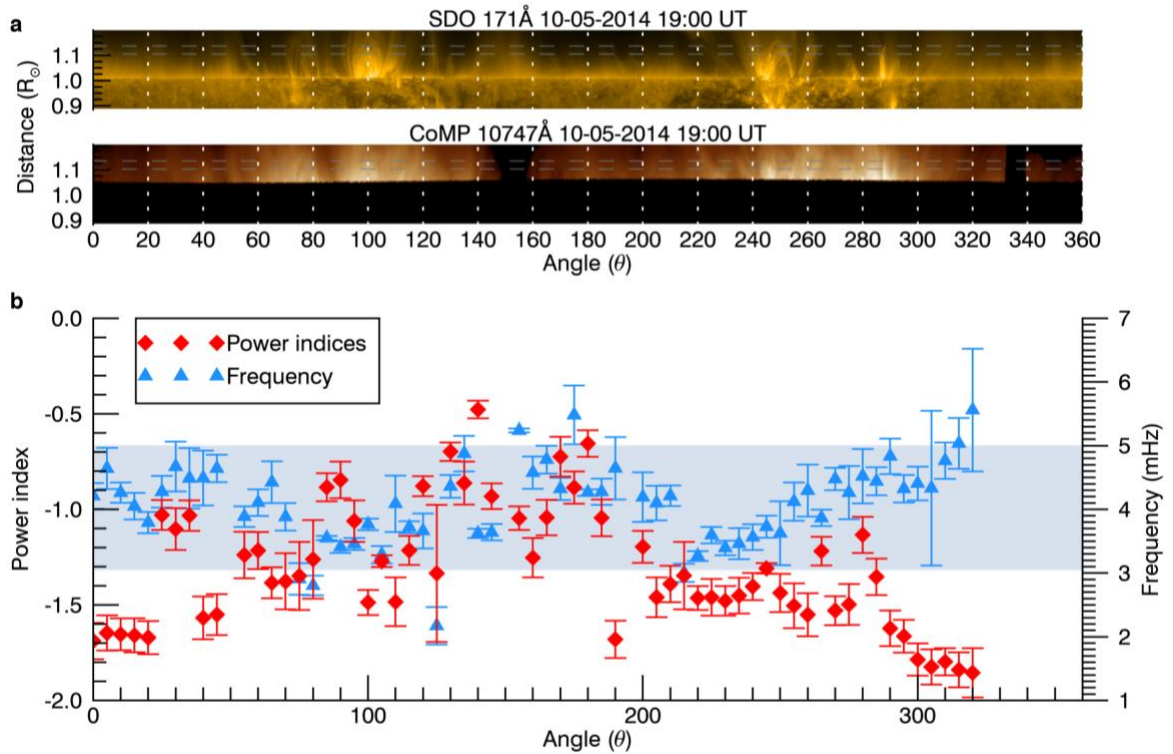 a
SDO 171Å 10-05-2014 19:00 UT
1.1
1.0
0.9
CoMP 10747Å 10-05-2014 19:00 UT
1.1
1.0
0.9
Distance (R☉)
0 20 40 60 80 100 120 140 160 180 200 220 240 260 280 300 320 340 360
Angle (θ)
b
0.0
-0.5
-1.0
-1.5
-2.0
Power index
Power indices
Frequency
7
6
5
4
3
2
1
Frequency (mHz)
0 100 200 300
Angle (θ)